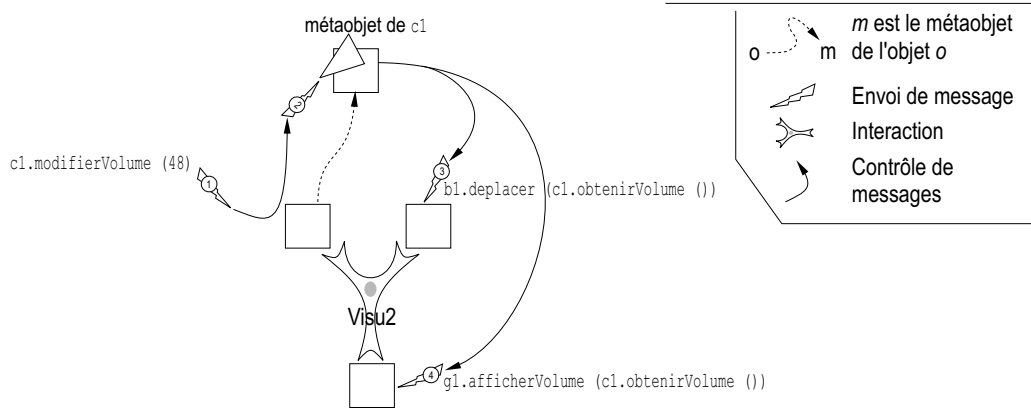 métaobjet de c1
2
c1.modifierVolume (48)
1
3
b1.deplacer (c1.obtenirVolume ())
Visu2
4
g1.afficherVolume (c1.obtenirVolume ())
o m
m est le métaobjet
de l'objet o
Envoi de message
Interaction
Contrôle de
messages